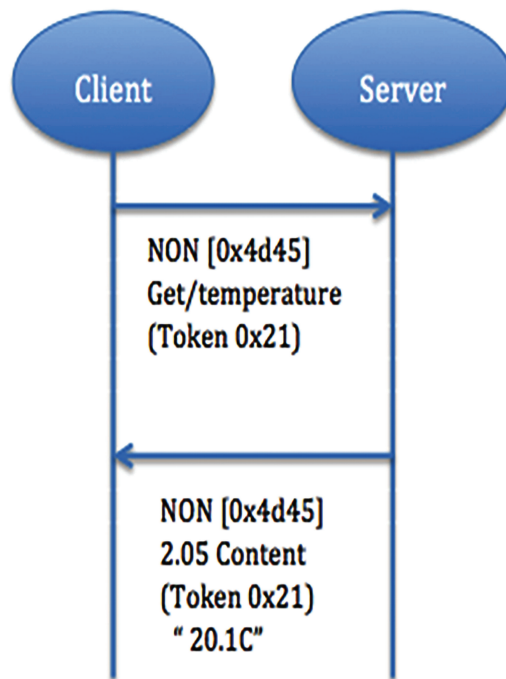 Client
Server
NON [0x4d45]
Get/temperature
(Token 0x21)
NON [0x4d45]
2.05 Content
(Token 0x21)
“ 20.1C”